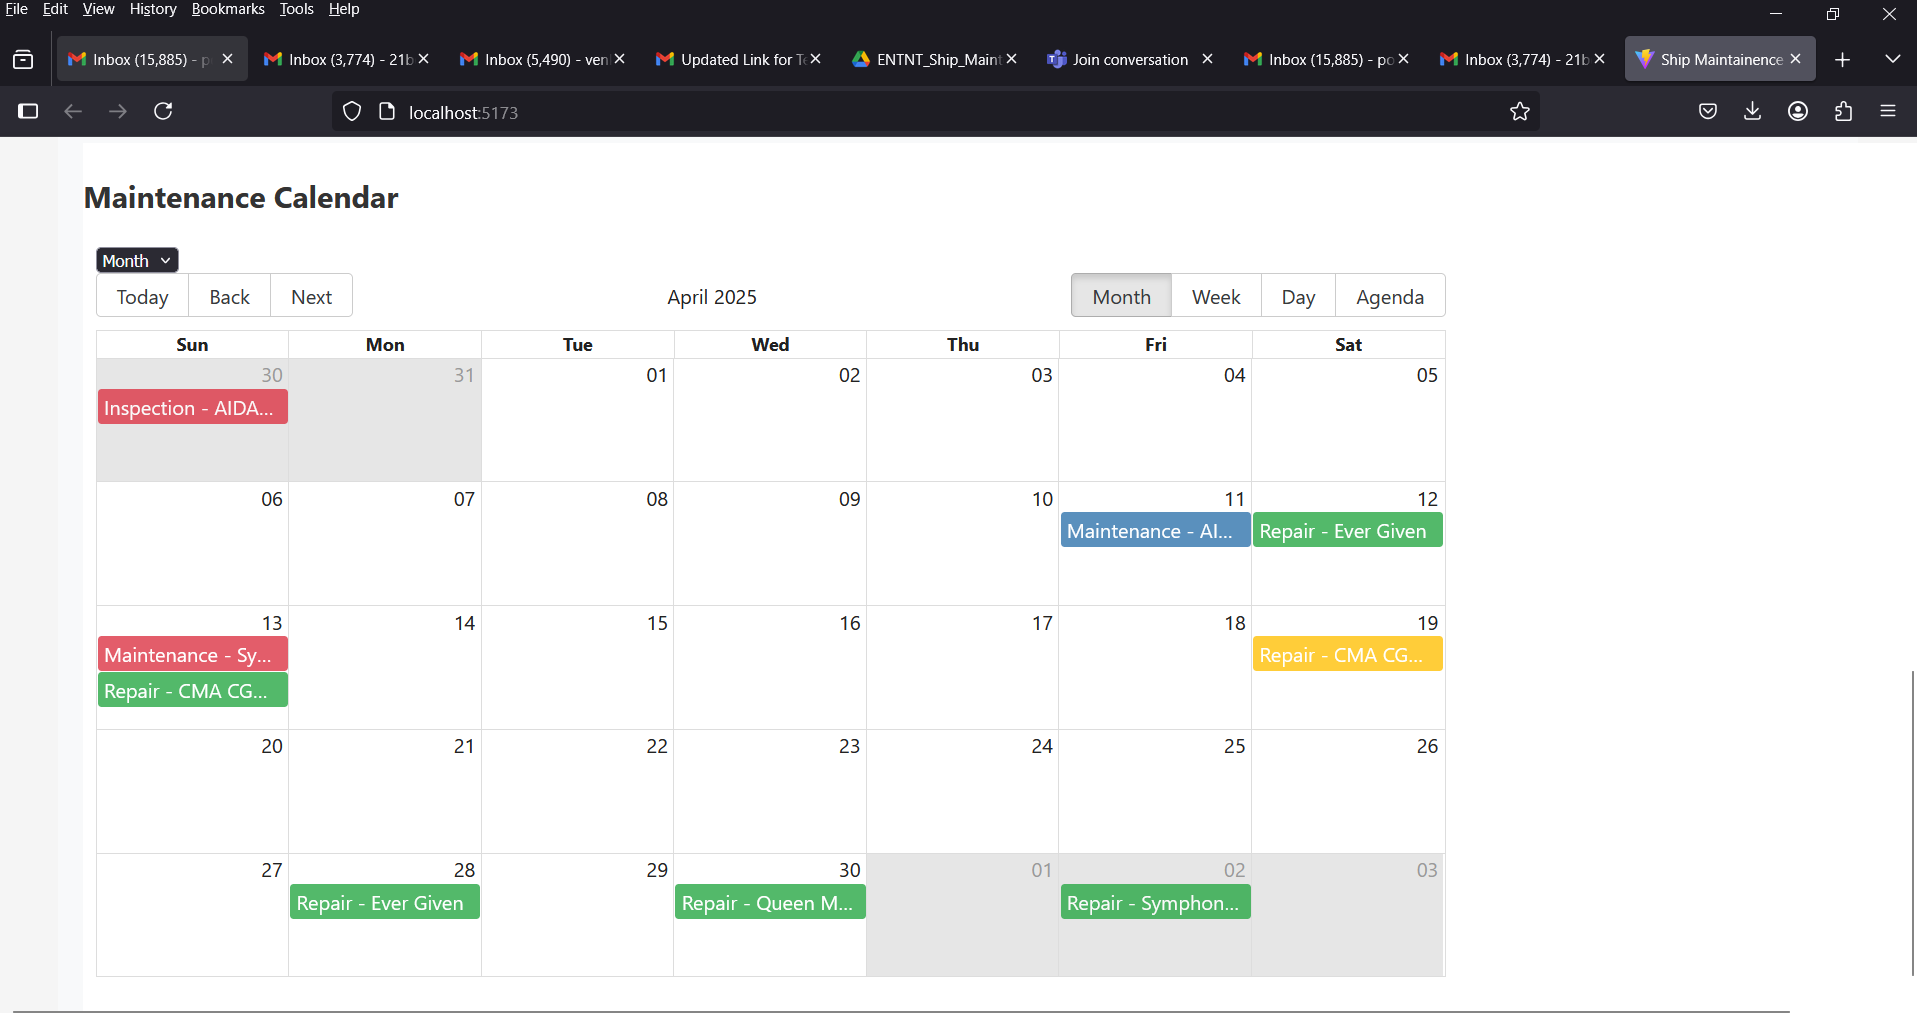 File Edit View History Bookmarks Tools Help
Inbox (15,885) - p Inbox (3,774) - 21b Inbox (5,490) - ven Updated Link for Te ENTNT_Ship_Maint Join conversation Inbox (15,885) - po Inbox (3,774) - 21b Ship Maintainence
localhost:5173
Maintenance Calendar
Month
Today Back Next April 2025 Month Week Day Agenda
Sun Mon Tue Wed Thu Fri Sat
30 31 01 02 03 04 05
Inspection - AIDA...
06 07 08 09 10 11 12
Maintenance - AI... Repair - Ever Given
13 14 15 16 17 18 19
Maintenance - Sy... Repair - CMA CG...
Repair - CMA CG...
20 21 22 23 24 25 26
27 28 29 30 01 02 03
Repair - Ever Given Repair - Queen M... Repair - Symphon...